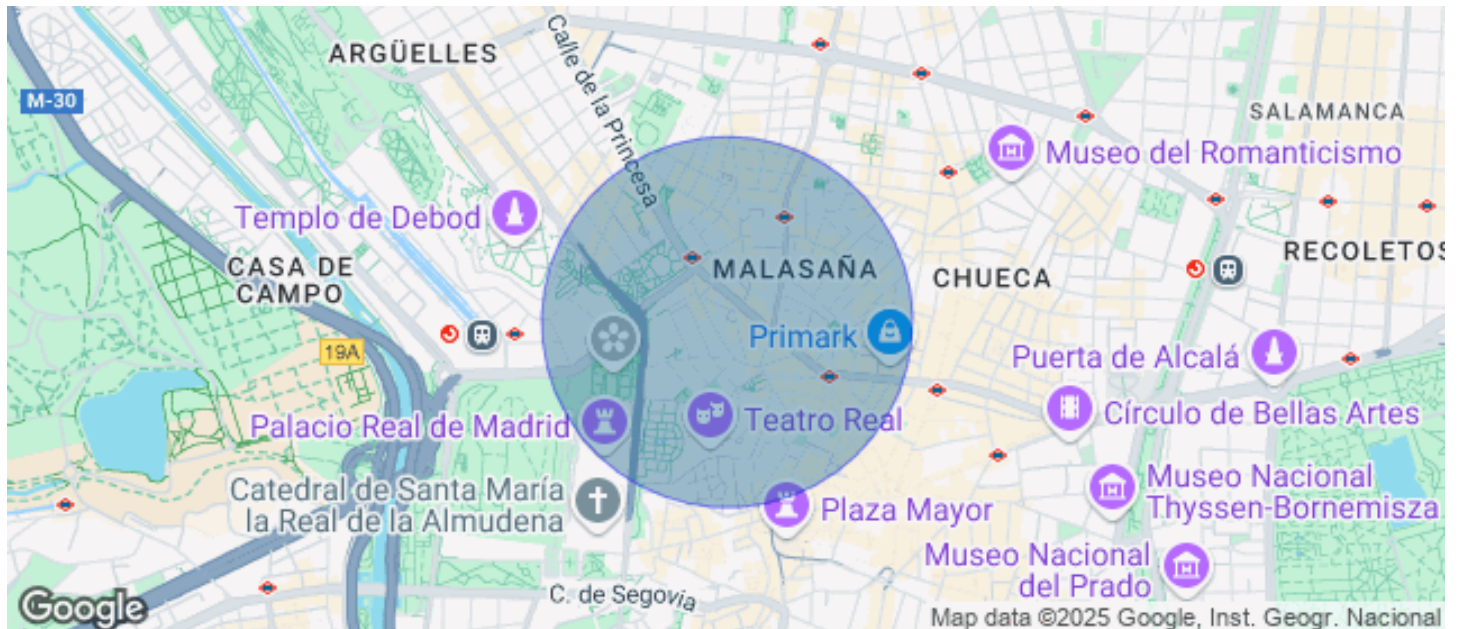 ARGÜELLES
Calle de la Princesa
M-30
SALAMANCA
Museo del Romanticismo
Templo de Debod
RECOLETOS
CASA DE
CAMPO
MALASAÑA
CHUECA
Primark
19A
Puerta de Alcalá
Palacio Real de Madrid
Teatro Real
Círculo de Bellas Artes
Catedral de Santa María
la Real de la Almudena
Museo Nacional
Thyssen-Bornemisza
Plaza Mayor
Museo Nacional
del Prado
C. de Segovia
Google
Map data ©2025 Google, Inst. Geogr. Nacional